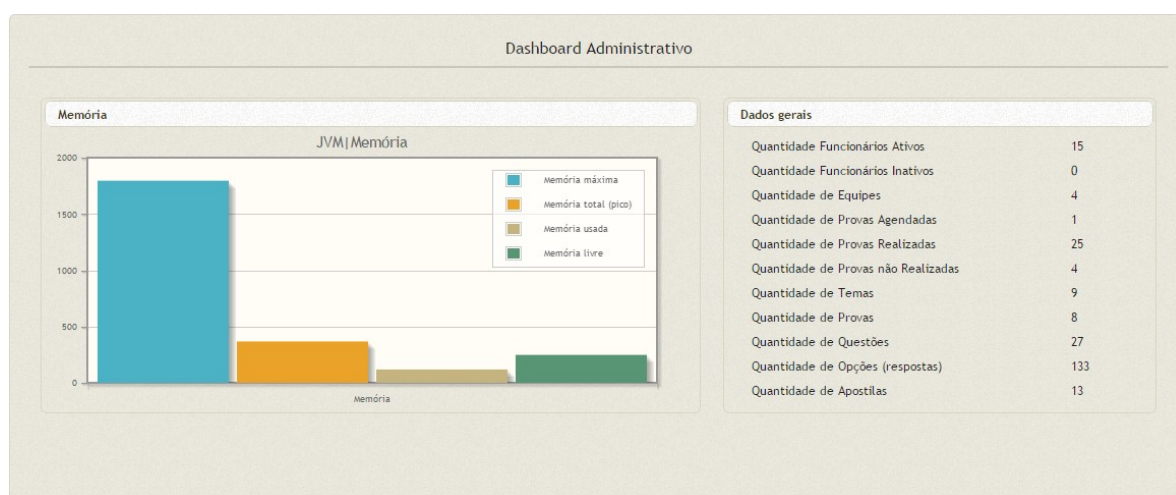 Dashboard Administrativo
Memória
JVM|Memória
2000
1500
1000
500
0
Memória máxima
Memória total (pico)
Memória usada
Memória livre
Memória
Dados gerais
Quantidade Funcionários Ativos 15
Quantidade Funcionários Inativos 0
Quantidade de Equipes 4
Quantidade de Provas Agendadas 1
Quantidade de Provas Realizadas 25
Quantidade de Provas não Realizadas 4
Quantidade de Temas 9
Quantidade de Provas 8
Quantidade de Questões 27
Quantidade de Opções (respostas) 133
Quantidade de Apostilas 13